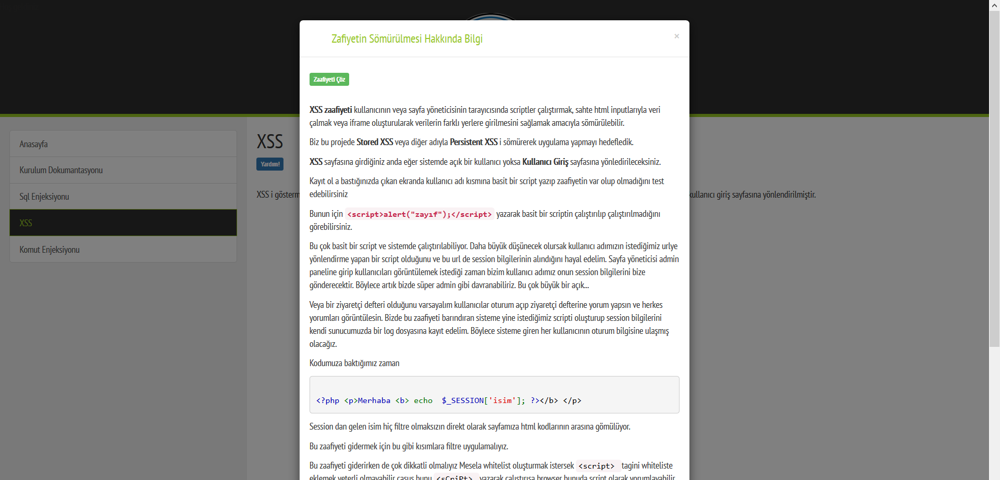 Zafiyetin Sömürülmesi Hakkında Bilgi
×
Zaafiyeti Çöz
XSS zaafiyeti kullanıcının veya sayfa yöneticisinin tarayıcısında scriptler çalıştırmak, sahte html inputlarıyla veri
çalmak veya iframe oluşturularak verilerin farklı yerlere girilmesini sağlamak amacıyla sömürülebilir.
Biz bu projede Stored XSS veya diğer adıyla Persistent XSS i sömürerek uygulama yapmayı hedefledik.
XSS sayfasına girdiğiniz anda eğer sistemde açık bir kullanıcı yoksa Kullanıcı Giriş sayfasına yönledirileceksiniz.
Kayıt ol a bastığınızda çıkan ekranda kullanıcı adı kısmına basit bir script yazıp zaafiyetin var olup olmadığını test
edebilirsiniz
Bunun için <script>alert("zayıf");</script> yazarak basit bir scriptin çalıştırılıp çalıştırılmadığını
görebilirsiniz.
Bu çok basit bir script ve sistemde çalıştırılabiliyor. Daha büyük düşünecek olursak kullanıcı adımızın istediğimiz urlye
yönlendirme yapan bir script olduğunu ve bu url de session bilgilerinin alındığını hayal edelim. Sayfa yöneticisi admin
paneline girip kullanıcıları görüntülemek istediği zaman bizim kullanıcı adımız onun session bilgilerini bize
gönderecektir. Böylece artık bizde süper admin gibi davranabiliriz. Bu çok büyük bir açık...
Veya bir ziyaretçi defteri olduğunu varsayalım kullanıcılar oturum açıp ziyaretçi defterine yorum yapsın ve herkes
yorumları görüntülesin. Bizde bu zaafiyeti barındıran sisteme yine istediğimiz scripti oluşturup session bilgilerini
kendi sunucumuzda bir log dosyasına kayıt edelim. Böylece sisteme giren her kullanıcının oturum bilgisine ulaşmış
olacağız.
Kodumuza baktığımız zaman
<?php <p>Merhaba <b> echo  $_SESSION['isim']; ?></b> </p>
Session dan gelen isim hiç filtre olmaksızın direkt olarak sayfamıza html kodlarının arasına gömülüyor.
Bu zaafiyeti gidermek için bu gibi kısımlara filtre uygulamalıyız.
Bu zaafiyeti giderirken de çok dikkatli olmalıyız Mesela whitelist oluşturmak istersek <script> tagini whiteliste
eklemek yeterli olmayabilir casus bunu <sCriPt> yazarak çalıştırısa browser bunuda script olarak yorumlayabilir
Anasayfa
Kurulum Dokumantasyonu
Sql Enjeksiyonu
XSS
Komut Enjeksiyonu
XSS
Yardım!
XSS i gösterm
kullanıcı giriş sayfasına yönlendirilmiştir.